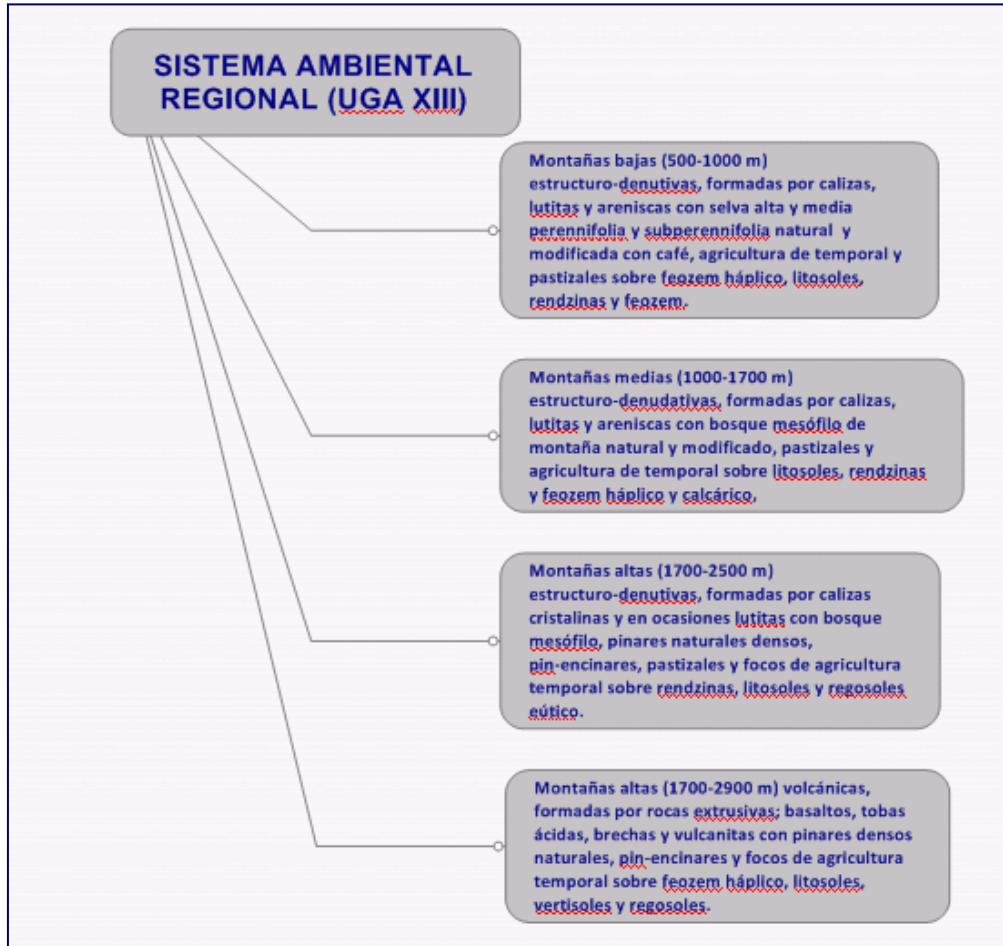 SISTEMA AMBIENTAL
REGIONAL (UGA XIII)
Montañas bajas (500-1000 m)
estructuro-denutivas, formadas por calizas,
lutitas y areniscas con selva alta y media
perennifolia y subperennifolia natural y
modificada con café, agricultura de temporal y
pastizales sobre feozem háplico, litosoles,
rendzinas y feozem.
Montañas medias (1000-1700 m)
estructuro-denudativas, formadas por calizas,
lutitas y areniscas con bosque mesófilo de
montaña natural y modificado, pastizales y
agricultura de temporal sobre litosoles, rendzinas
y feozem háplico y calcárico,
Montañas altas (1700-2500 m)
estructuro-denutivas, formadas por calizas
cristalinas y en ocasiones lutitas con bosque
mesófilo, pinares naturales densos,
pin-encinares, pastizales y focos de agricultura
temporal sobre rendzinas, litosoles y regosoles
eútico.
Montañas altas (1700-2900 m) volcánicas,
formadas por rocas extrusivas; basaltos, tobas
ácidas, brechas y vulcanitas con pinares densos
naturales, pin-encinares y focos de agricultura
temporal sobre feozem háplico, litosoles,
vertisoles y regosoles.